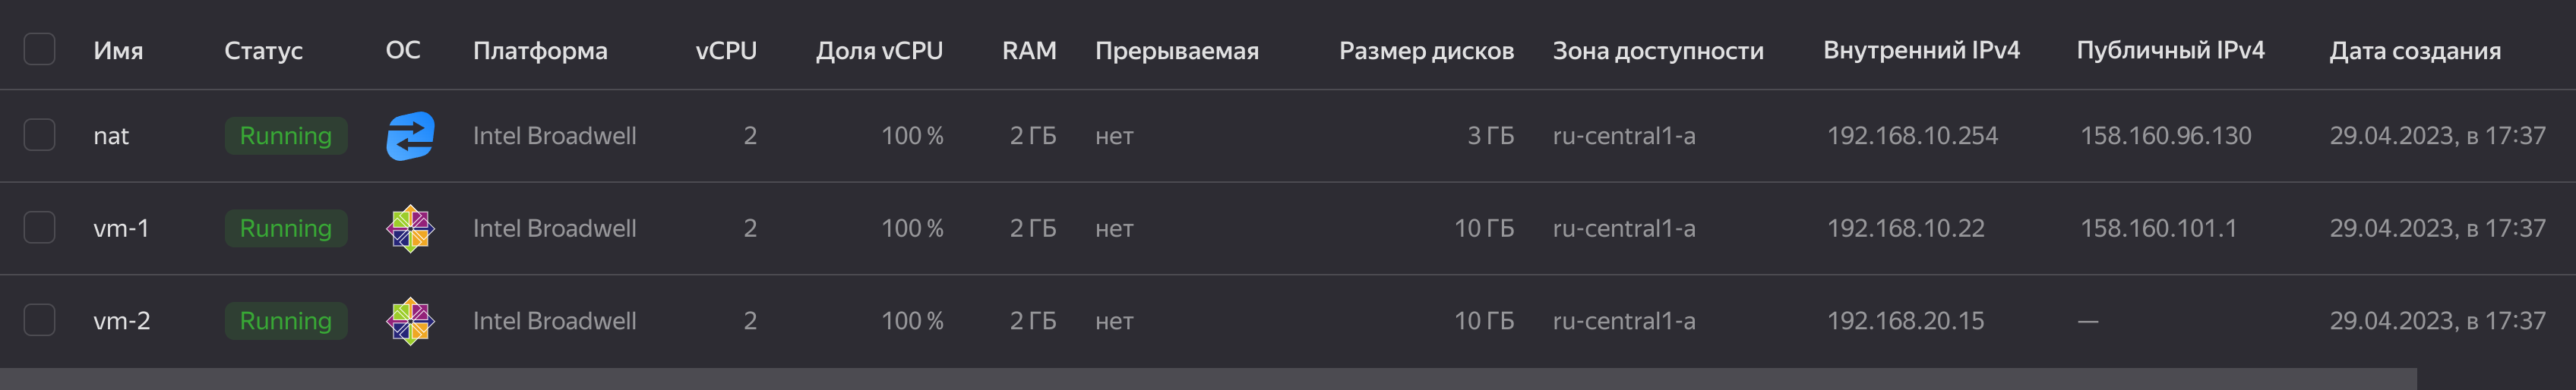 Имя Статус ОС Платформа vCPU Доля vCPU RAM Прерываемая Размер дисков Зона доступности Внутренний IPv4 Публичный IPv4 Дата создания
nat Running Intel Broadwell 2 100 % 2 ГБ нет 3 ГБ ru-central1-a 192.168.10.254 158.160.96.130 29.04.2023, в 17:37
vm-1 Running Intel Broadwell 2 100 % 2 ГБ нет 10 ГБ ru-central1-a 192.168.10.22 158.160.101.1 29.04.2023, в 17:37
vm-2 Running Intel Broadwell 2 100 % 2 ГБ нет 10 ГБ ru-central1-a 192.168.20.15 — 29.04.2023, в 17:37